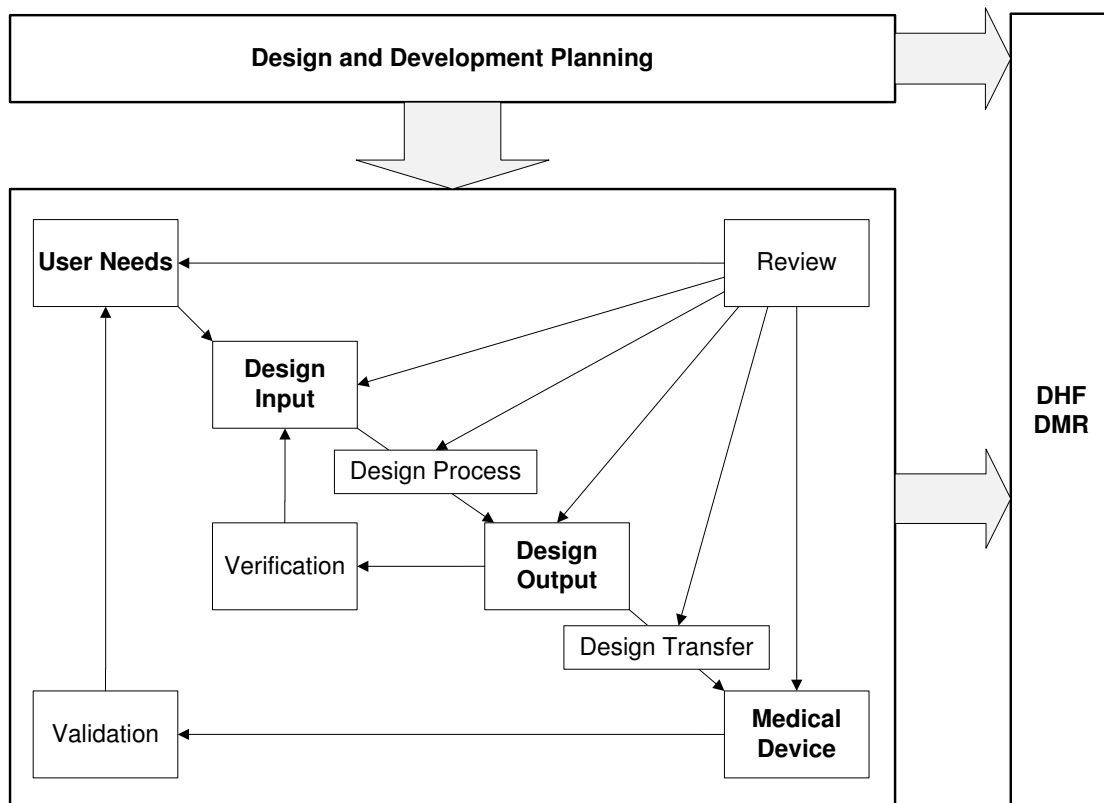 Design and Development Planning
User Needs
Review
Design
Input
DHF
DMR
Design Process
Verification
Design
Output
Design Transfer
Validation
Medical
Device